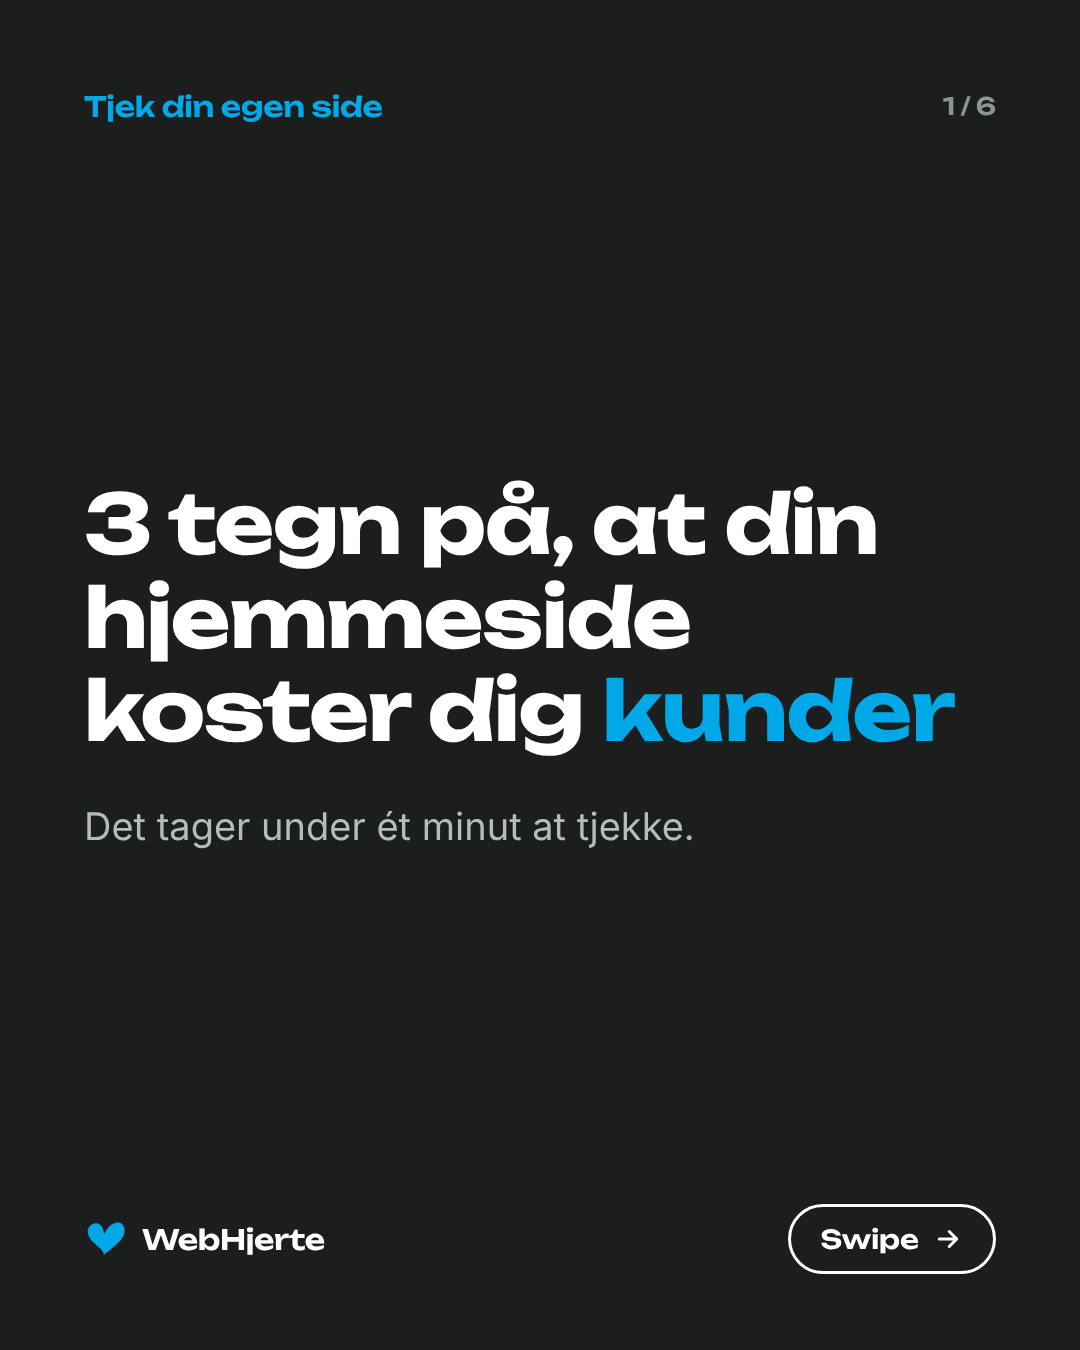 Tjek din egen side
1/6
3 tegn på, at din
hjemmeside
koster dig kunder
Det tager under ét minut at tjekke.
WebHjerte
Swipe →